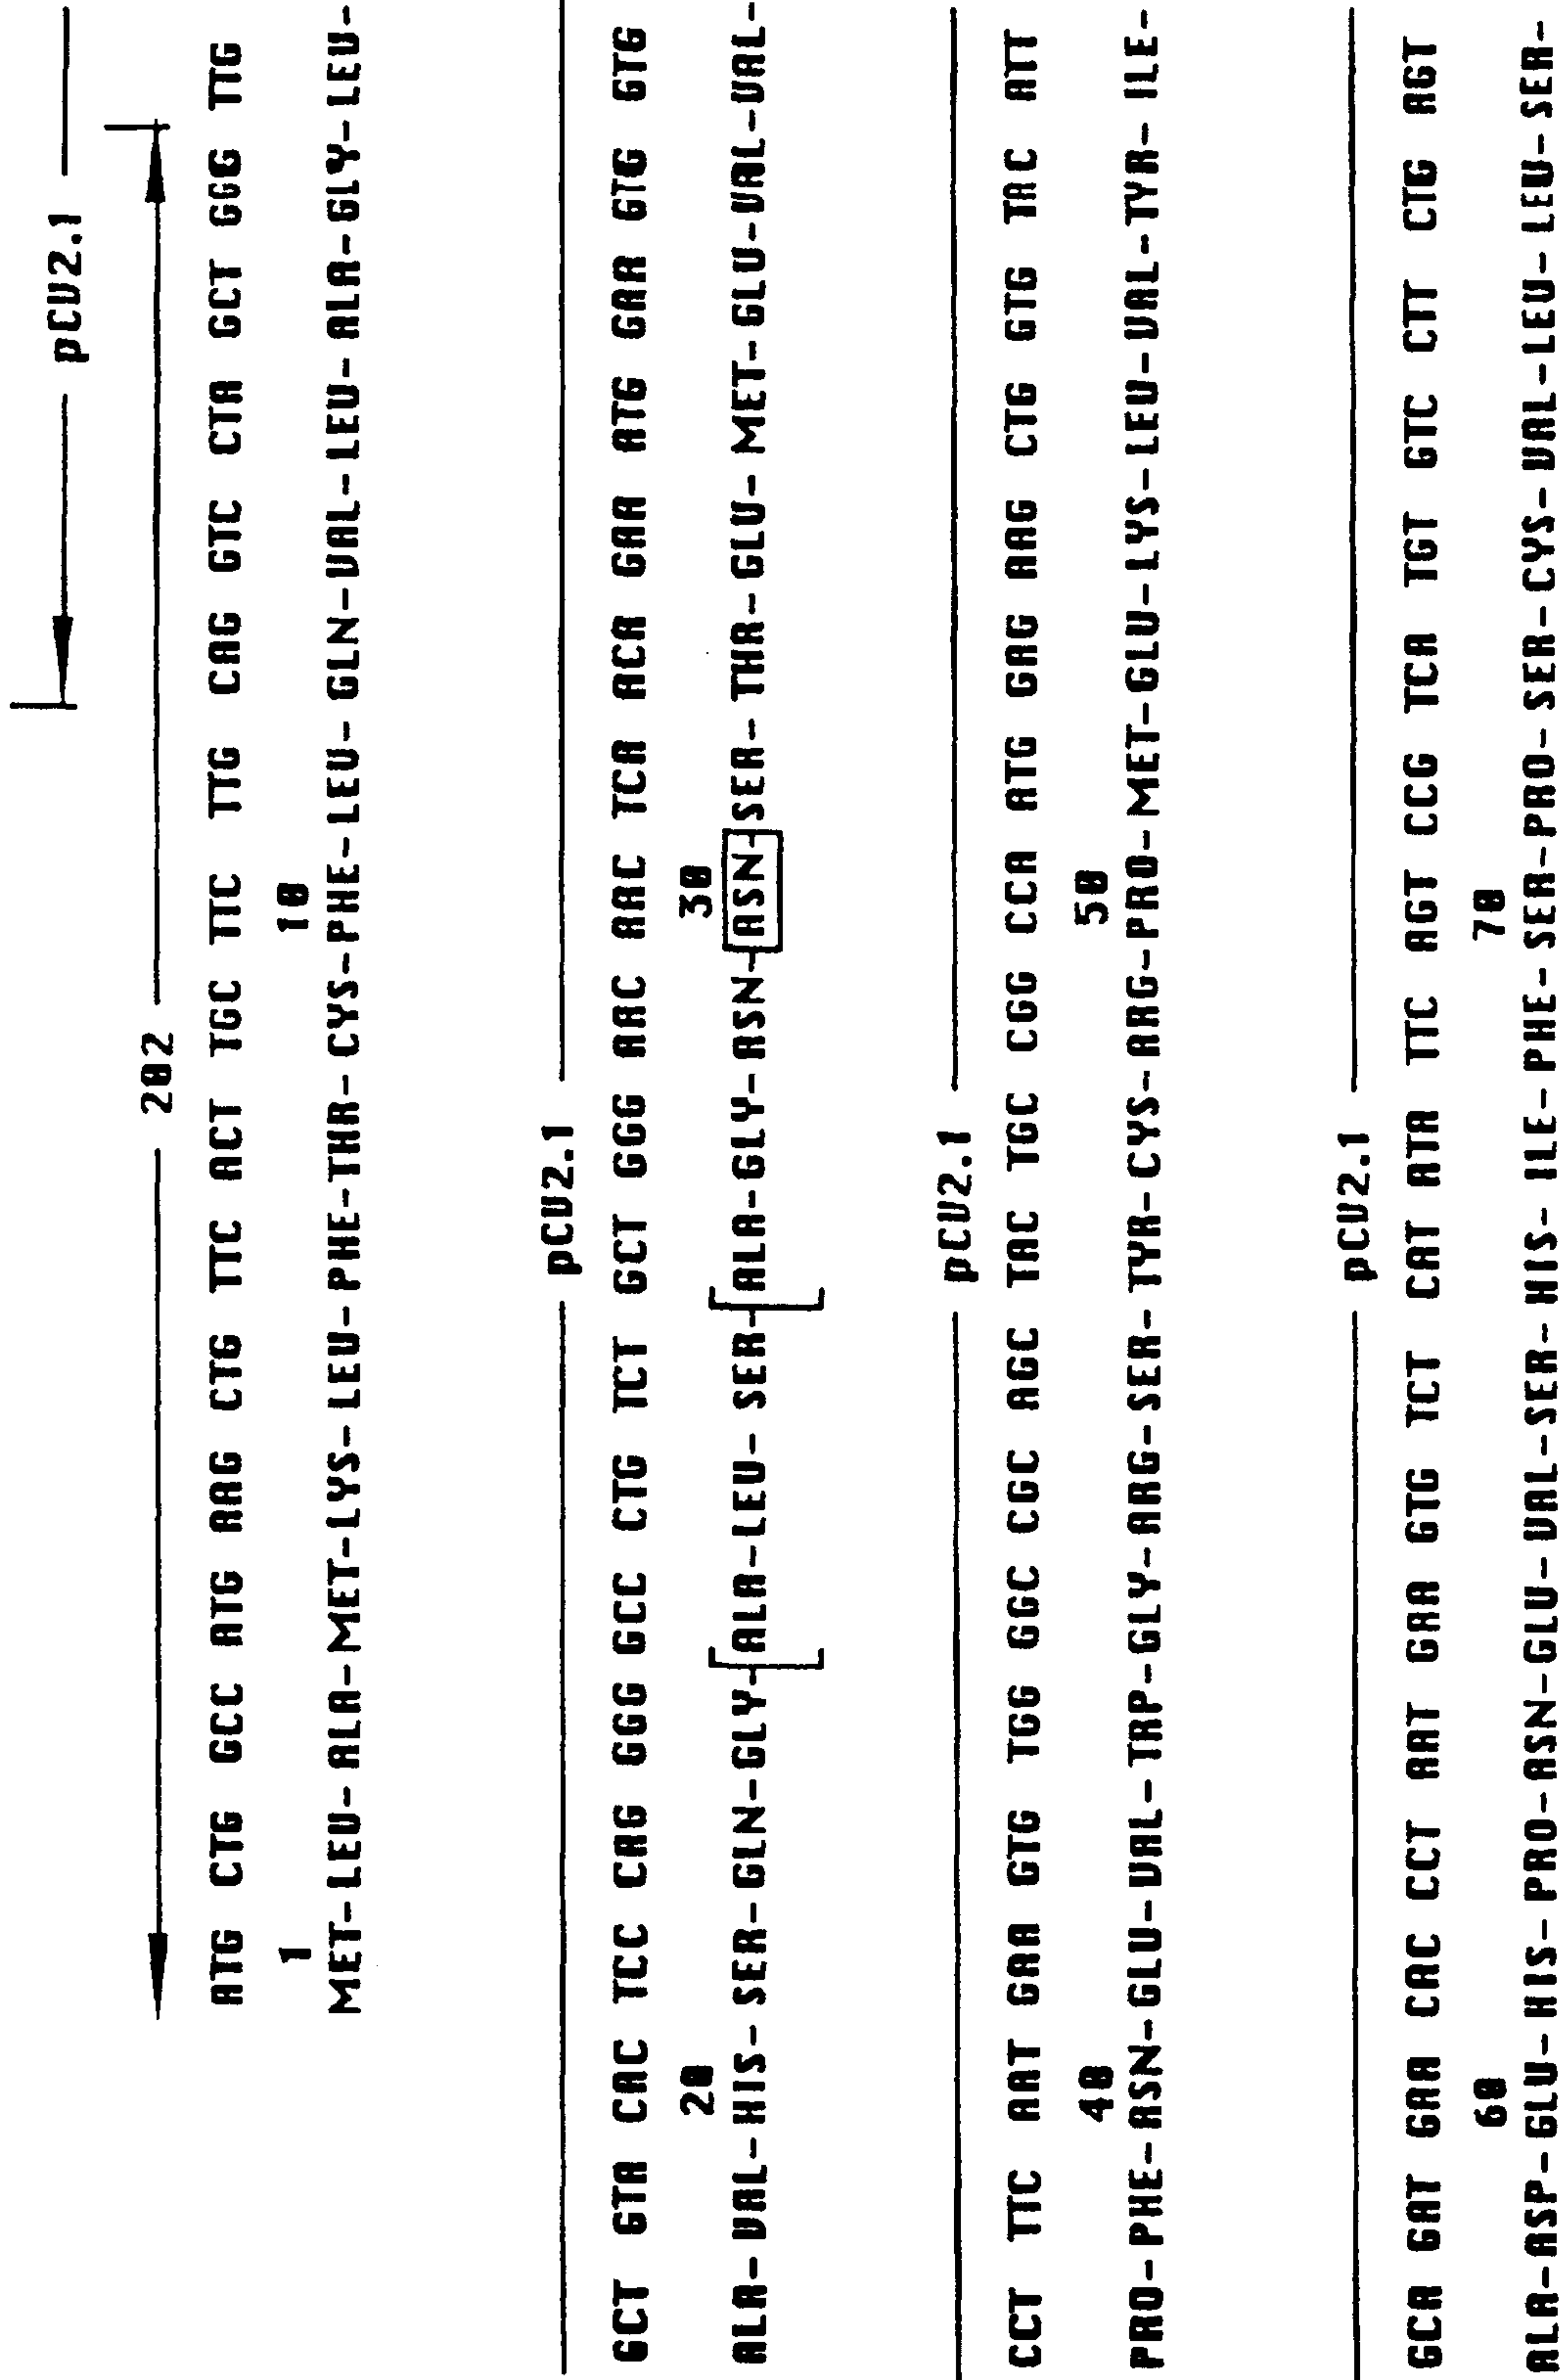 pCV2.1
202
ATG CTG GCC ATG AAG CTG TTC ACT TGC TTC TTG CAG GTC CTA GCT GGG TTG
1 10
MET-LEU-ALA-MET-LYS-LEU-PHE-THR-CYS-PHE-LEU-GLN-VAL-LEU-ALA-GLY-LEU-
pCV2.1
GCT GTA CAC TCC CAG GGG GCC CTG TCT GCT GGG AAC AAC TCA ACA GAA ATG GAA GTG GTG
20 30
ALA-VAL-HIS-SER-GLN-GLY-[ALA-LEU-SER-[ALA-GLY-ASN-ASN-SER-THR-GLU-MET-GLU-VAL-VAL-
pCV2.1
CCT TTC AAT GAA GTG TGG GGC CGC AGC TAC TGC CGG CCA ATG GAG AAG CTG GTG TAC ATT
40 50
PRO-PHE-ASN-GLU-VAL-TRP-GLY-ARG-SER-TYR-CYS-ARG-PRO-MET-GLU-LYS-LEU-VAL-TYR-ILE-
pCV2.1
GCA GAT GAA CAC CCT AAT GAA GTG TCT CAT ATA TTC AGT CCG TCA TGT GTC CTT CTG AGT
60 70
ALA-ASP-GLU-HIS-PRO-ASN-GLU-VAL-SER-HIS-ILE-PHE-SER-PRO-SER-CYS-VAL-LEU-LEU-SER-